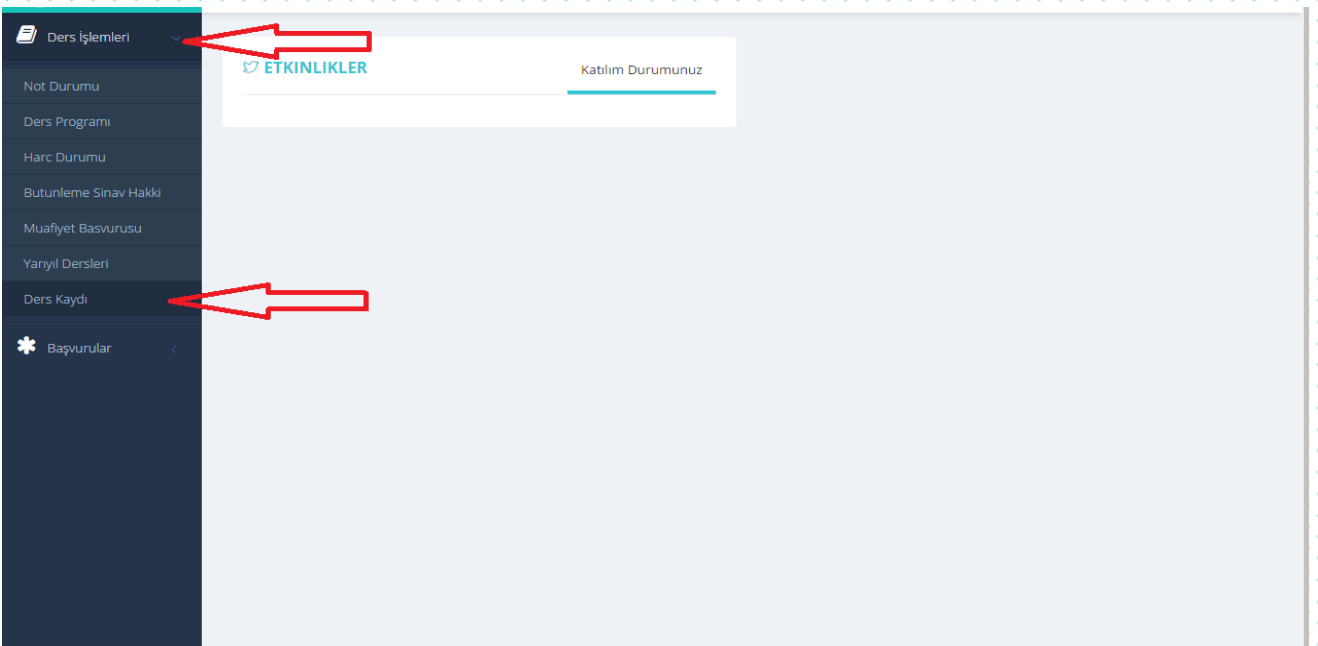 Ders İşlemleri
Not Durumu
Ders Programı
Harc Durumu
Butunleme Sinav Hakki
Muafiyet Basvurusu
Yarıyıl Dersleri
Ders Kaydı
Başvurular
ETKINLIKLER
Katılım Durumunuz